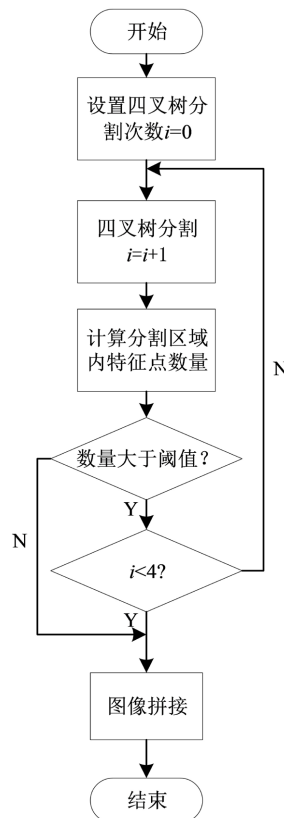 开始
设置四叉树分
割次数i=0
四叉树分割
i=i+1
计算分割区域
内特征点数量
N
数量大于阈值？
Y
N
i<4?
Y
图像拼接
结束